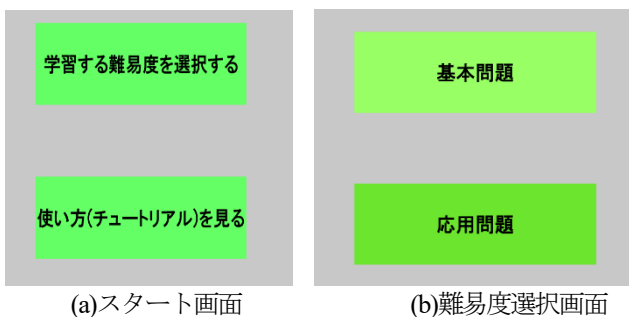 学習する難易度を選択する
使い方(チュートリアル)を見る
(a)スタート画面
基本問題
応用問題
(b)難易度選択画面